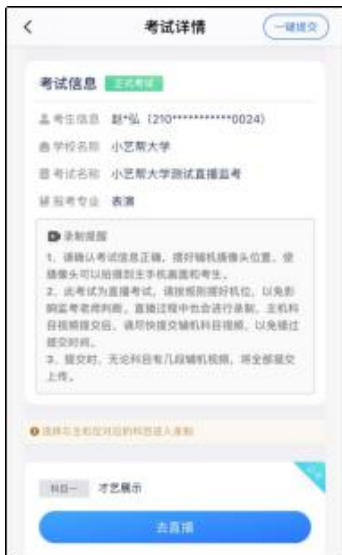 考试详情
一键提交
考试信息 正式考试
考生信息 赵*弘（210***********0024）
学校名称 小艺帮大学
考试名称 小艺帮大学测试直播监考
报考专业 表演
录制提醒
1、请确认考试信息正确，摆好辅机摄像头位置，使
摄像头可以拍摄到主手机画面和考生。
2、此考试为直播考试，请按规则摆好机位，以免影
响监考老师判断。直播过程中也会进行录制，主机科
目视频提交后，请尽快提交辅机科目视频，以免错过
提交时间。
3、提交时，无论科目有几段辅机视频，将全部提交
上传。
选择与主机位对应的科目进入录制
科目一 才艺展示
去直播